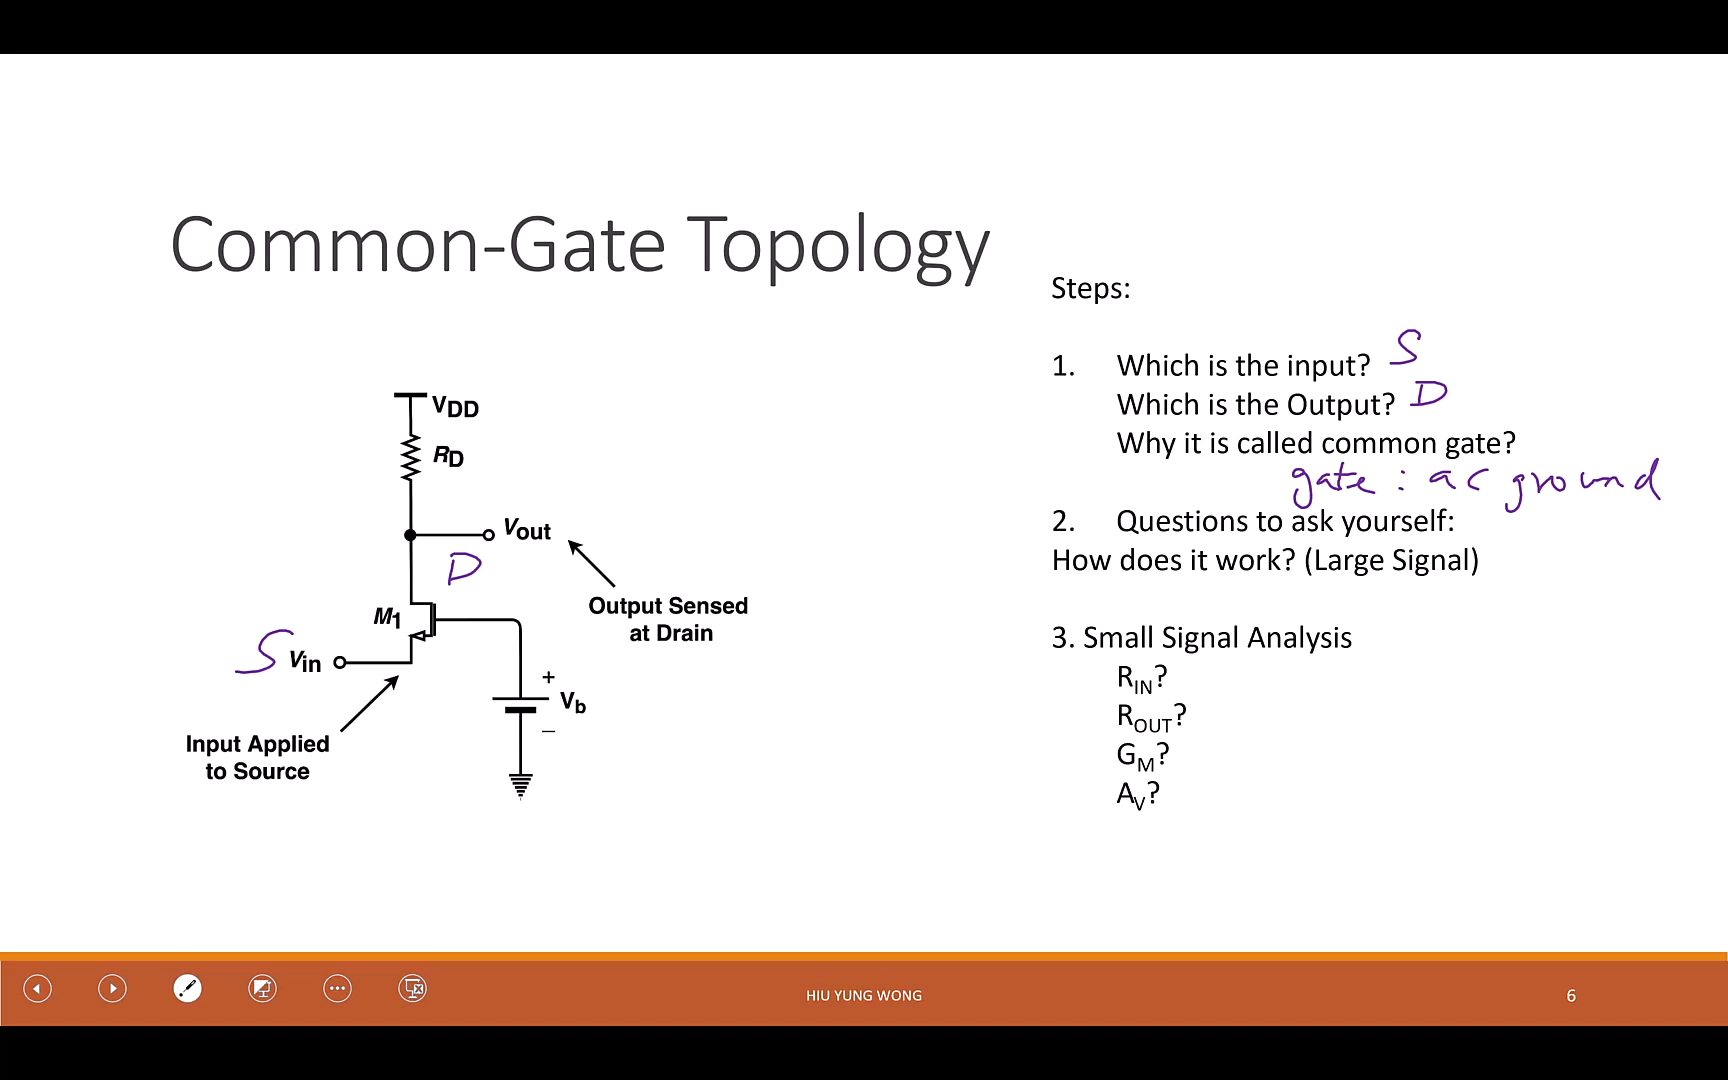 Common-Gate Topology
Steps:
1. Which is the input? S
Which is the Output? D
Why it is called common gate?
gate : ac ground
2. Questions to ask yourself:
How does it work? (Large Signal)
3. Small Signal Analysis
RIN?
ROUT?
GM?
AV?
VDD
RD
Vout
D
Output Sensed
at Drain
M1
S Vin
+
Vb
–
Input Applied
to Source
HIU YUNG WONG
6